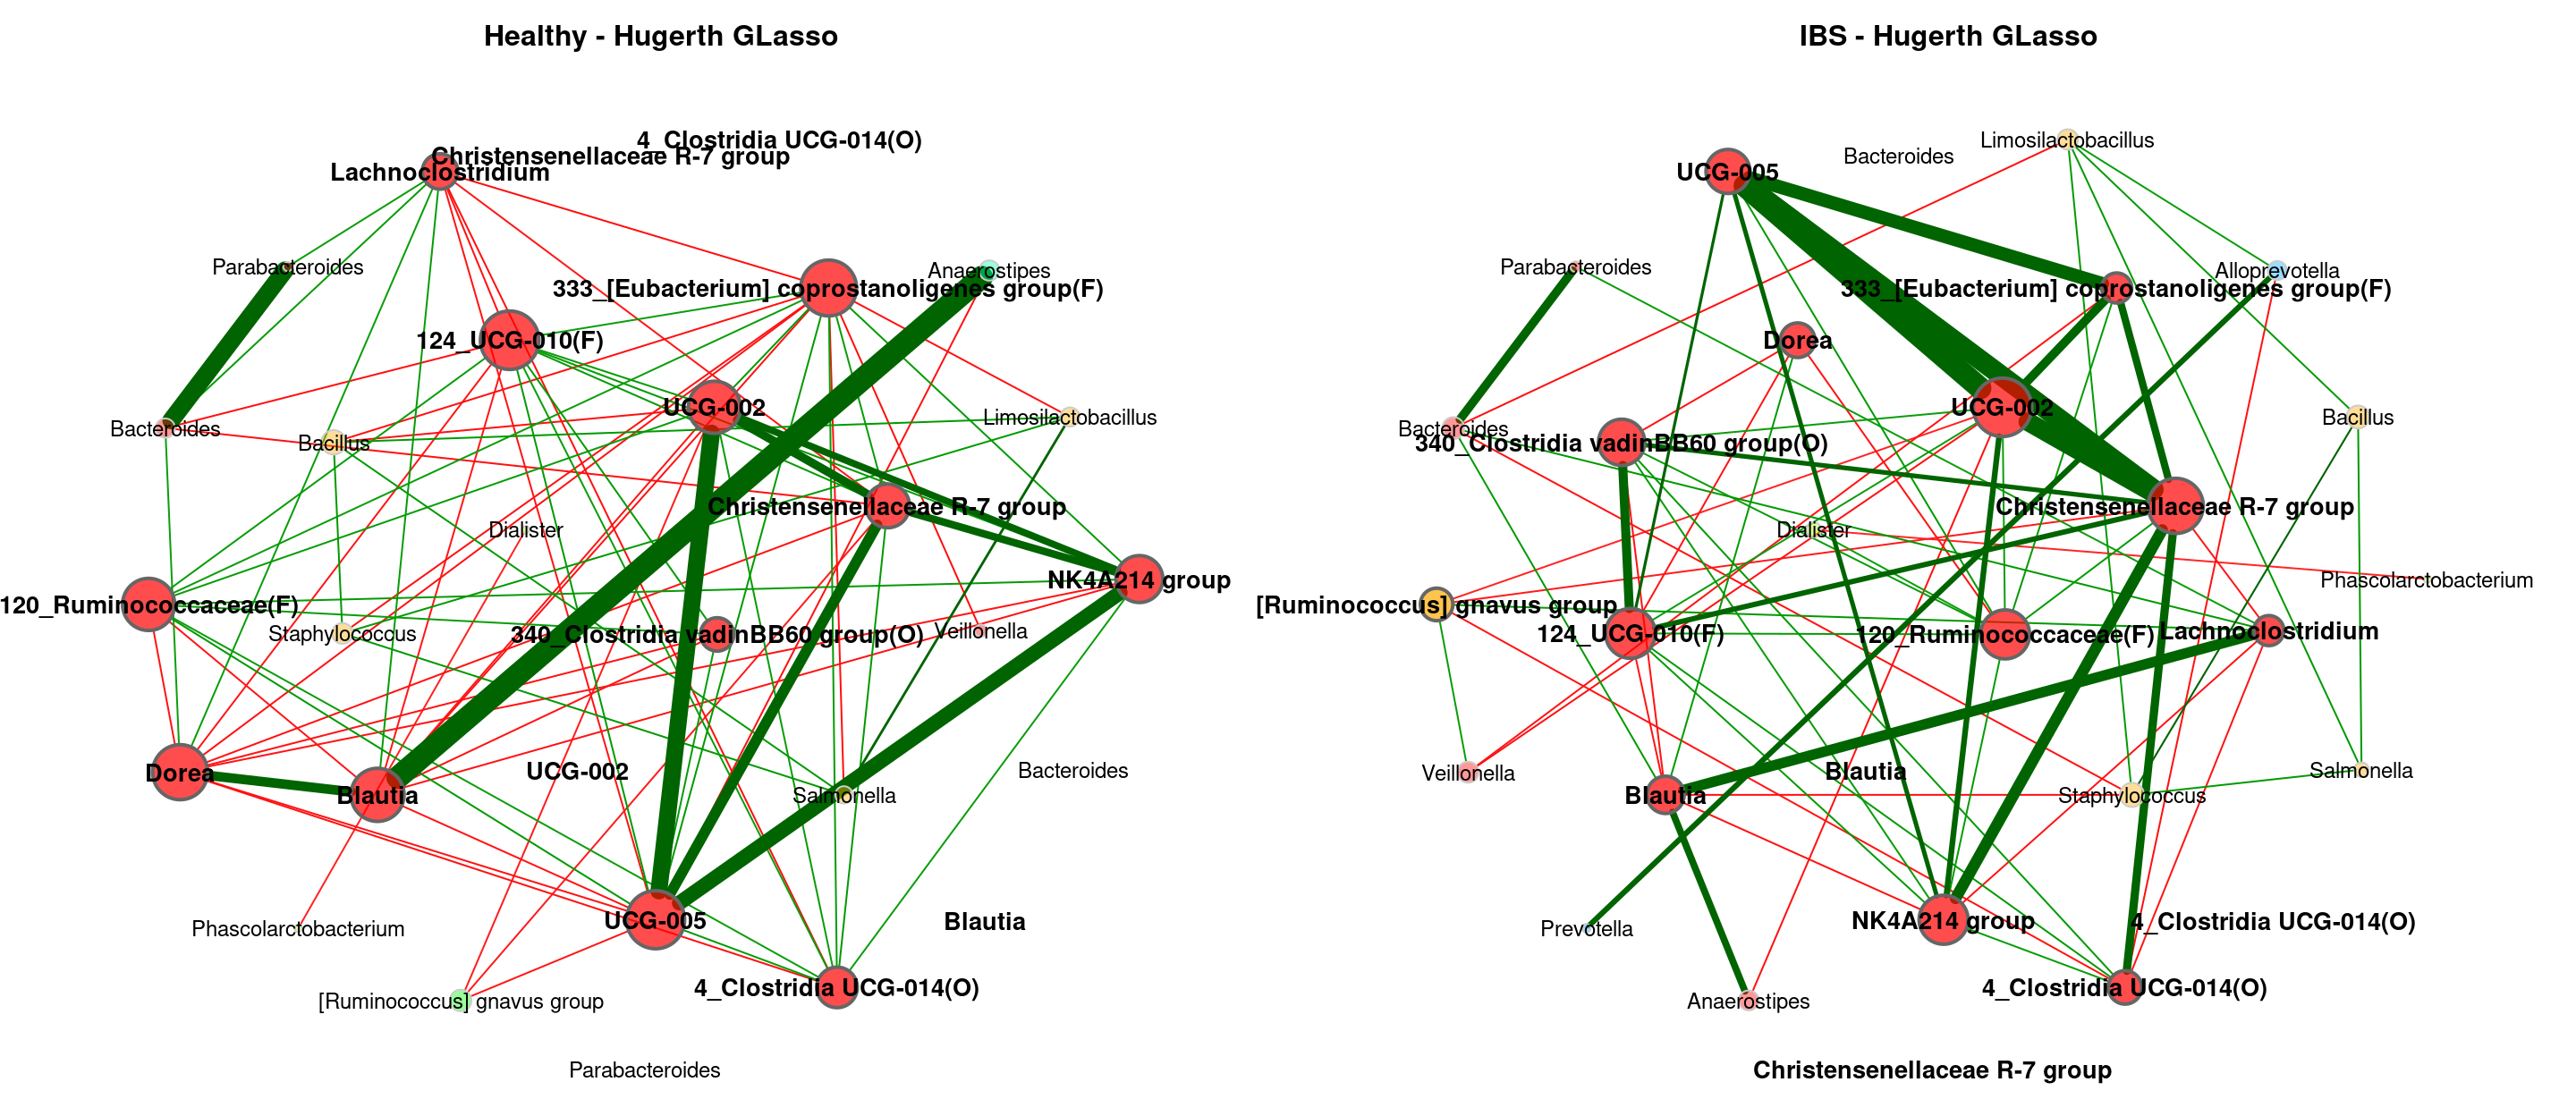 Healthy - Hugerth GLasso
4_Clostridia UCG-014(O)
Christensenellaceae R-7 group
Lachnoclostridium
Parabacteroides
Anaerostipes
333_[Eubacterium] coprostanoligenes group(F)
124_UCG-010(F)
UCG-002
Limosilactobacillus
Bacteroides
Bacillus
Christensenellaceae R-7 group
Dialister
NK4A214 group
120_Ruminococcaceae(F)
Staphylococcus
340_Clostridia vadinBB60 group(O)
Veillonella
Dorea
UCG-002
Bacteroides
Blautia
Salmonella
UCG-005
Blautia
Phascolarctobacterium
4_Clostridia UCG-014(O)
[Ruminococcus] gnavus group
Parabacteroides
IBS - Hugerth GLasso
Limosilactobacillus
Bacteroides
UCG-005
Parabacteroides
Alloprevotella
333_[Eubacterium] coprostanoligenes group(F)
Dorea
UCG-002
Bacillus
Bacteroides
340_Clostridia vadinBB60 group(O)
Christensenellaceae R-7 group
Dialister
Phascolarctobacterium
[Ruminococcus] gnavus group
124_UCG-010(F)
120_Ruminococcaceae(F)
Lachnoclostridium
Veillonella
Blautia
Salmonella
Blautia
Staphylococcus
NK4A214 group
4_Clostridia UCG-014(O)
Prevotella
4_Clostridia UCG-014(O)
Anaerostipes
Christensenellaceae R-7 group